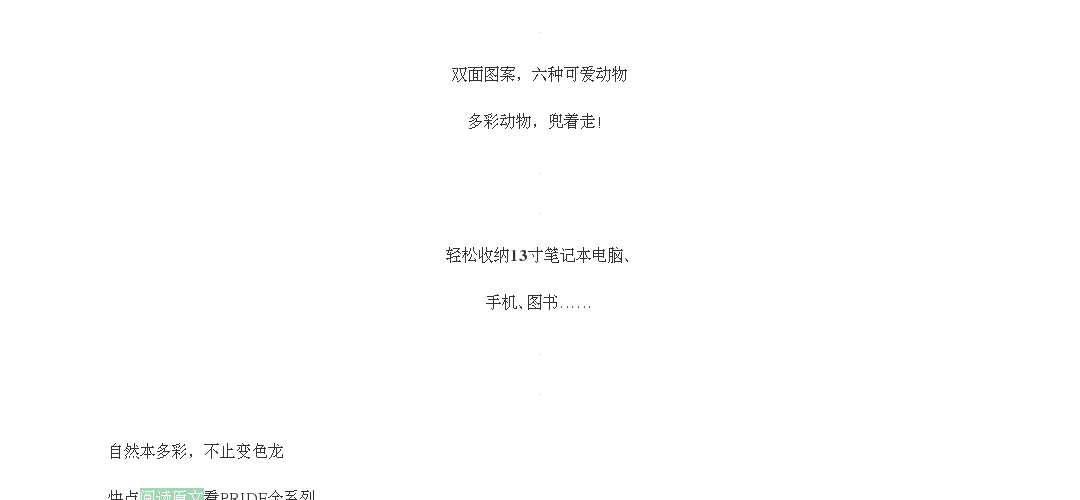 双面图案，六种可爱动物
多彩动物，兜着走！
轻松收纳13寸笔记本电脑、
手机、图书……
自然本多彩，不止变色龙
快点阅读原文看PRIDE全系列